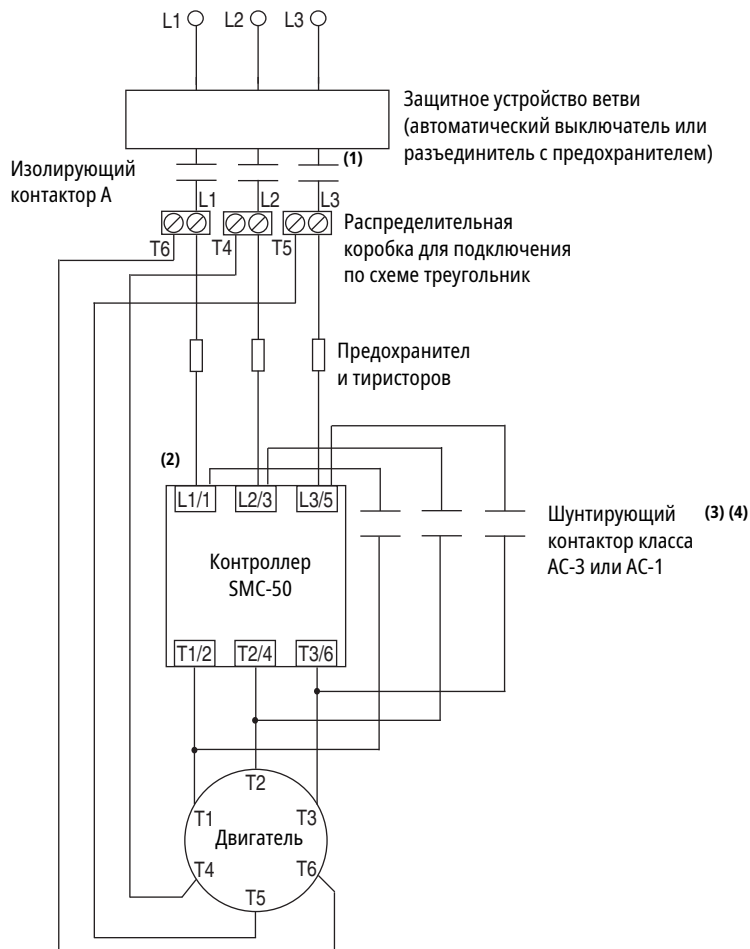 L1 L2 L3
Защитное устройство ветви
(автоматический выключатель или
разъединитель с предохранителем)
(1)
Изолирующий
контактор A
L1 L2 L3
T6 T4 T5
Распределительная
коробка для подключения
по схеме треугольник
Предохранител
и тиристоров
(2)
L1/1 L2/3 L3/5
Контроллер
SMC-50
Шунтирующий (3) (4)
контактор класса
AC-3 или AC-1
T1/2 T2/4 T3/6
T2
T1 T3
Двигатель
T4 T6
T5